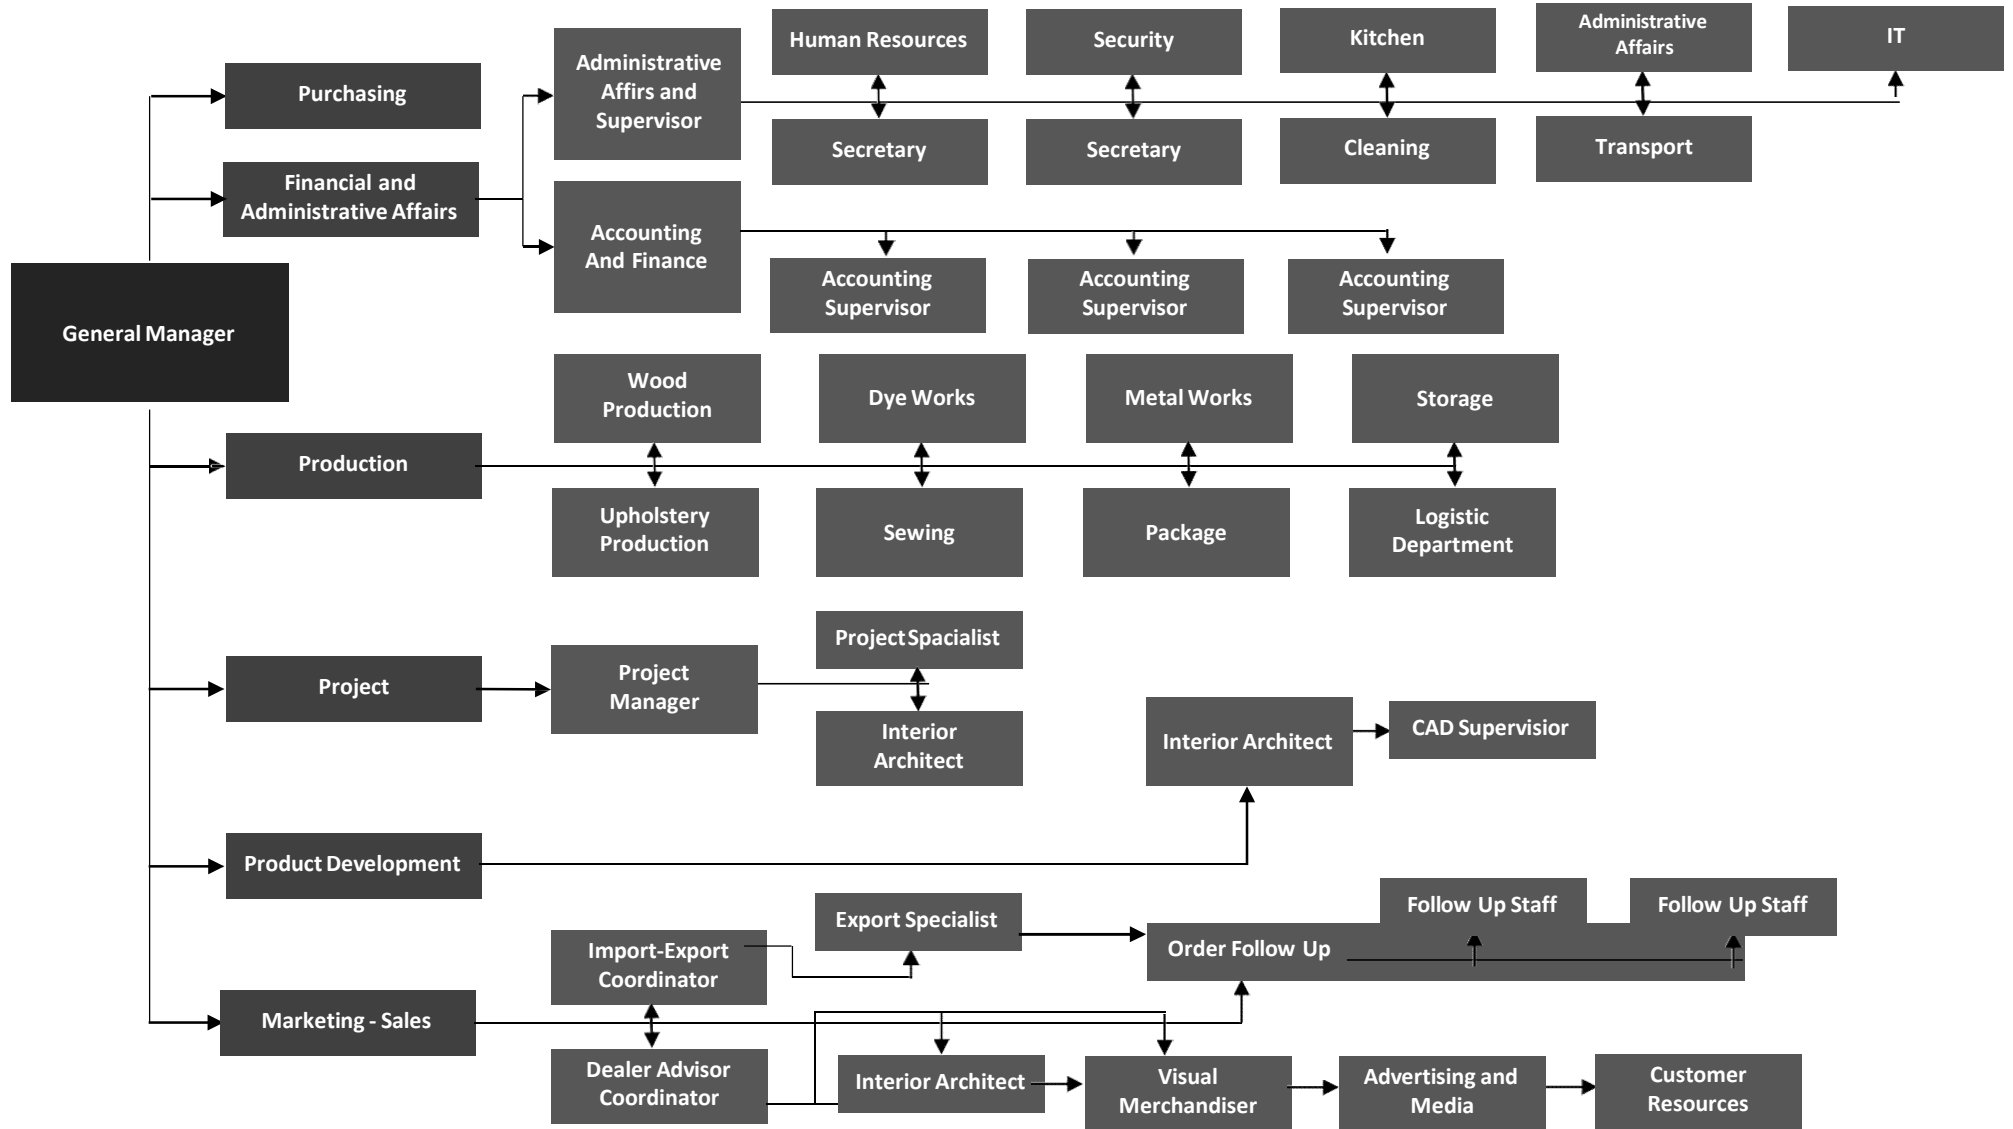 Human Resources
Security
Kitchen
Administrative
Affairs
IT
Administrative
Affirs and
Supervisor
Purchasing
Secretary
Secretary
Cleaning
Transport
Financial and
Administrative Affairs
Accounting
And Finance
Accounting
Supervisor
Accounting
Supervisor
Accounting
Supervisor
General Manager
Wood
Production
Dye Works
Metal Works
Storage
Production
Upholstery
Production
Sewing
Package
Logistic
Department
Project Spacialist
Project
Project
Manager
Interior
Architect
Interior Architect
CAD Supervisior
Product Development
Export Specialist
Follow Up Staff
Follow Up Staff
Import-Export
Coordinator
Order Follow Up
Marketing - Sales
Dealer Advisor
Coordinator
Interior Architect
Visual
Merchandiser
Advertising and
Media
Customer
Resources